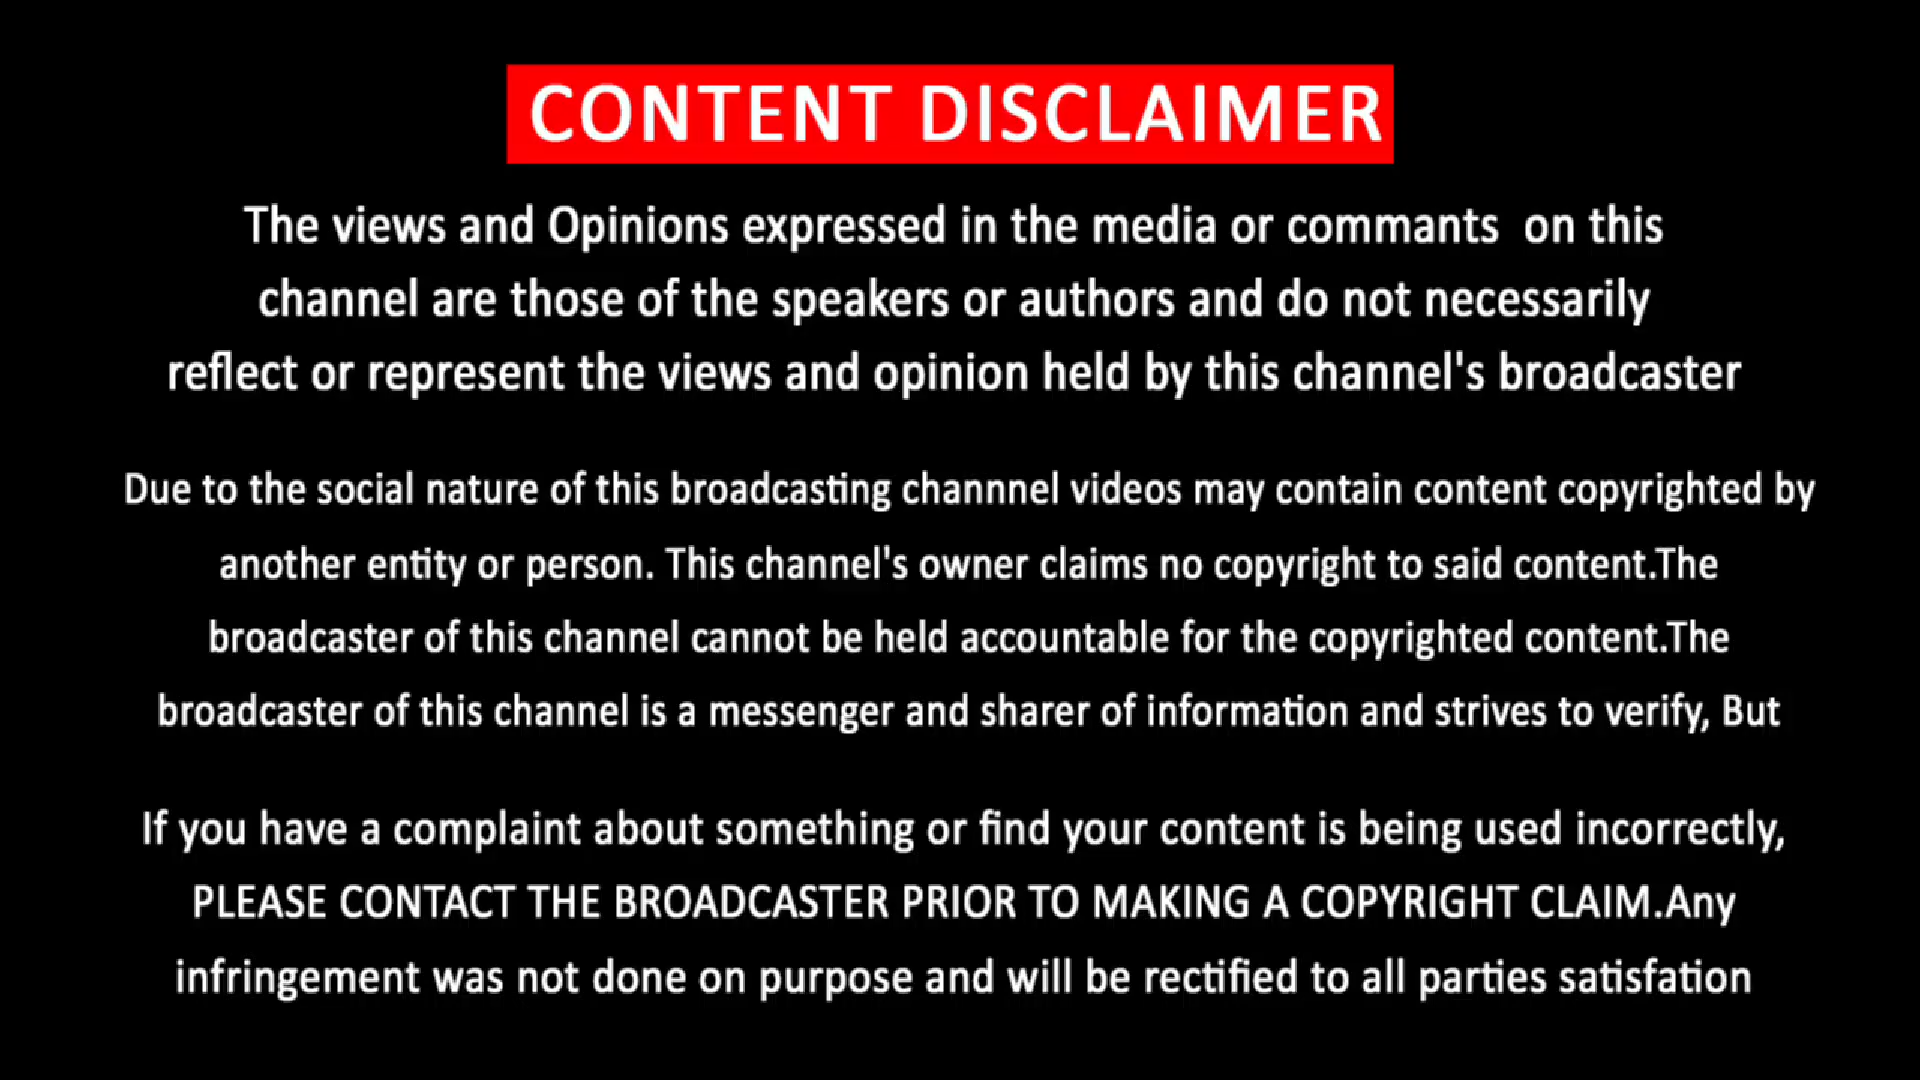 CONTENT DISCLAIMER
The views and Opinions expressed in the media or commants on this
channel are those of the speakers or authors and do not necessarily
reflect or represent the views and opinion held by this channel's broadcaster
Due to the social nature of this broadcasting channnel videos may contain content copyrighted by
another entity or person. This channel's owner claims no copyright to said content.The
broadcaster of this channel cannot be held accountable for the copyrighted content.The
broadcaster of this channel is a messenger and sharer of information and strives to verify, But
If you have a complaint about something or find your content is being used incorrectly,
PLEASE CONTACT THE BROADCASTER PRIOR TO MAKING A COPYRIGHT CLAIM.Any
infringement was not done on purpose and will be rectified to all parties satisfation